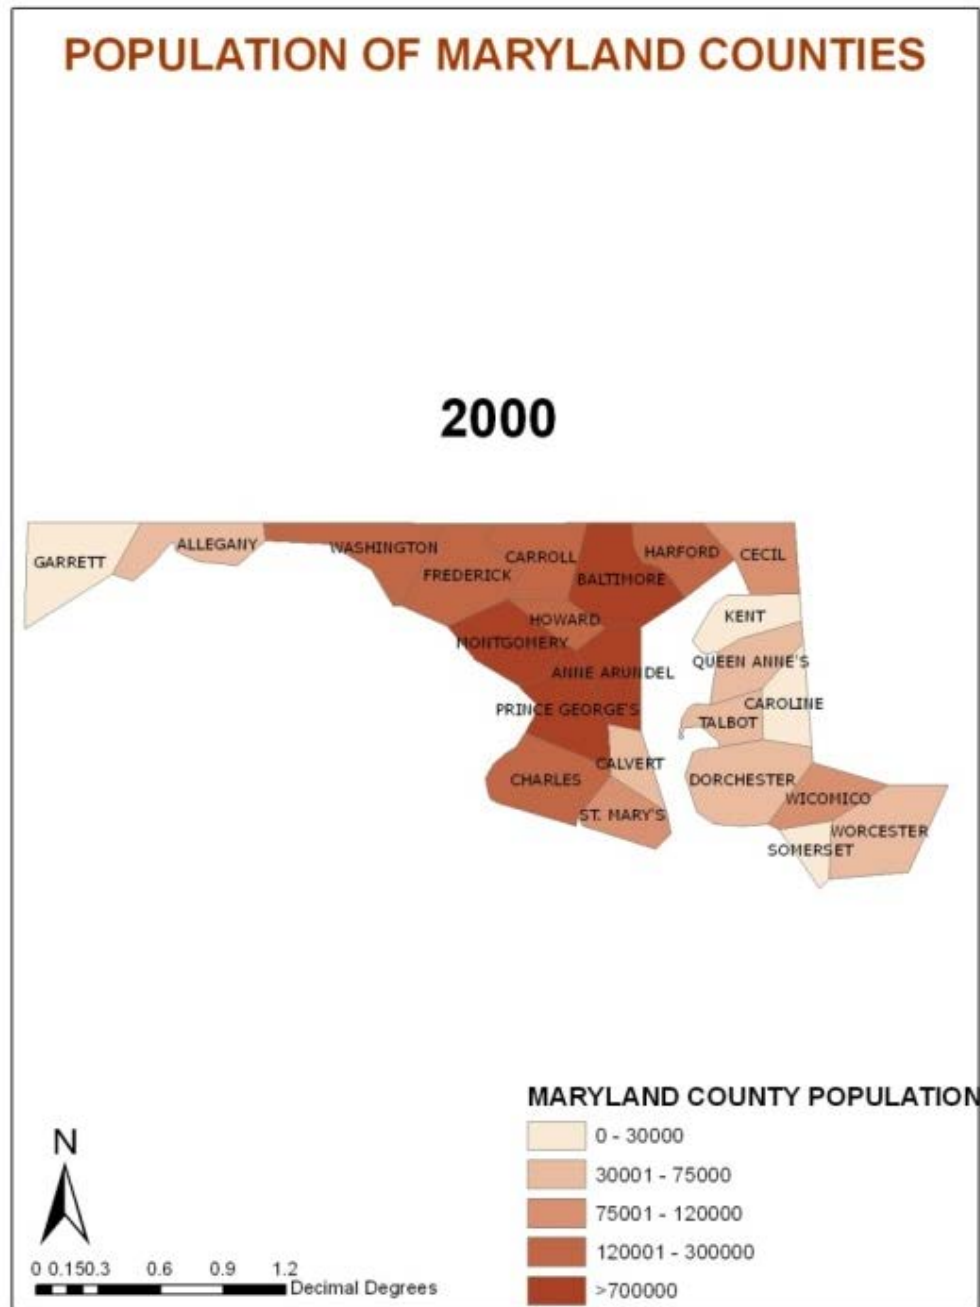 POPULATION OF MARYLAND COUNTIES
2000
GARRETT
ALLEGANY
WASHINGTON
FREDERICK
CARROLL
BALTIMORE
HARFORD
CECIL
HOWARD
KENT
MONTGOMERY
QUEEN ANNE'S
ANNE ARUNDEL
CAROLINE
PRINCE GEORGE'S
TALBOT
CALVERT
CHARLES
DORCHESTER
ST. MARY'S
WICOMICO
WORCESTER
SOMERSET
MARYLAND COUNTY POPULATION
0 - 30000
30001 - 75000
75001 - 120000
120001 - 300000
>700000
N
0 0.150.3 0.6 0.9 1.2
Decimal Degrees